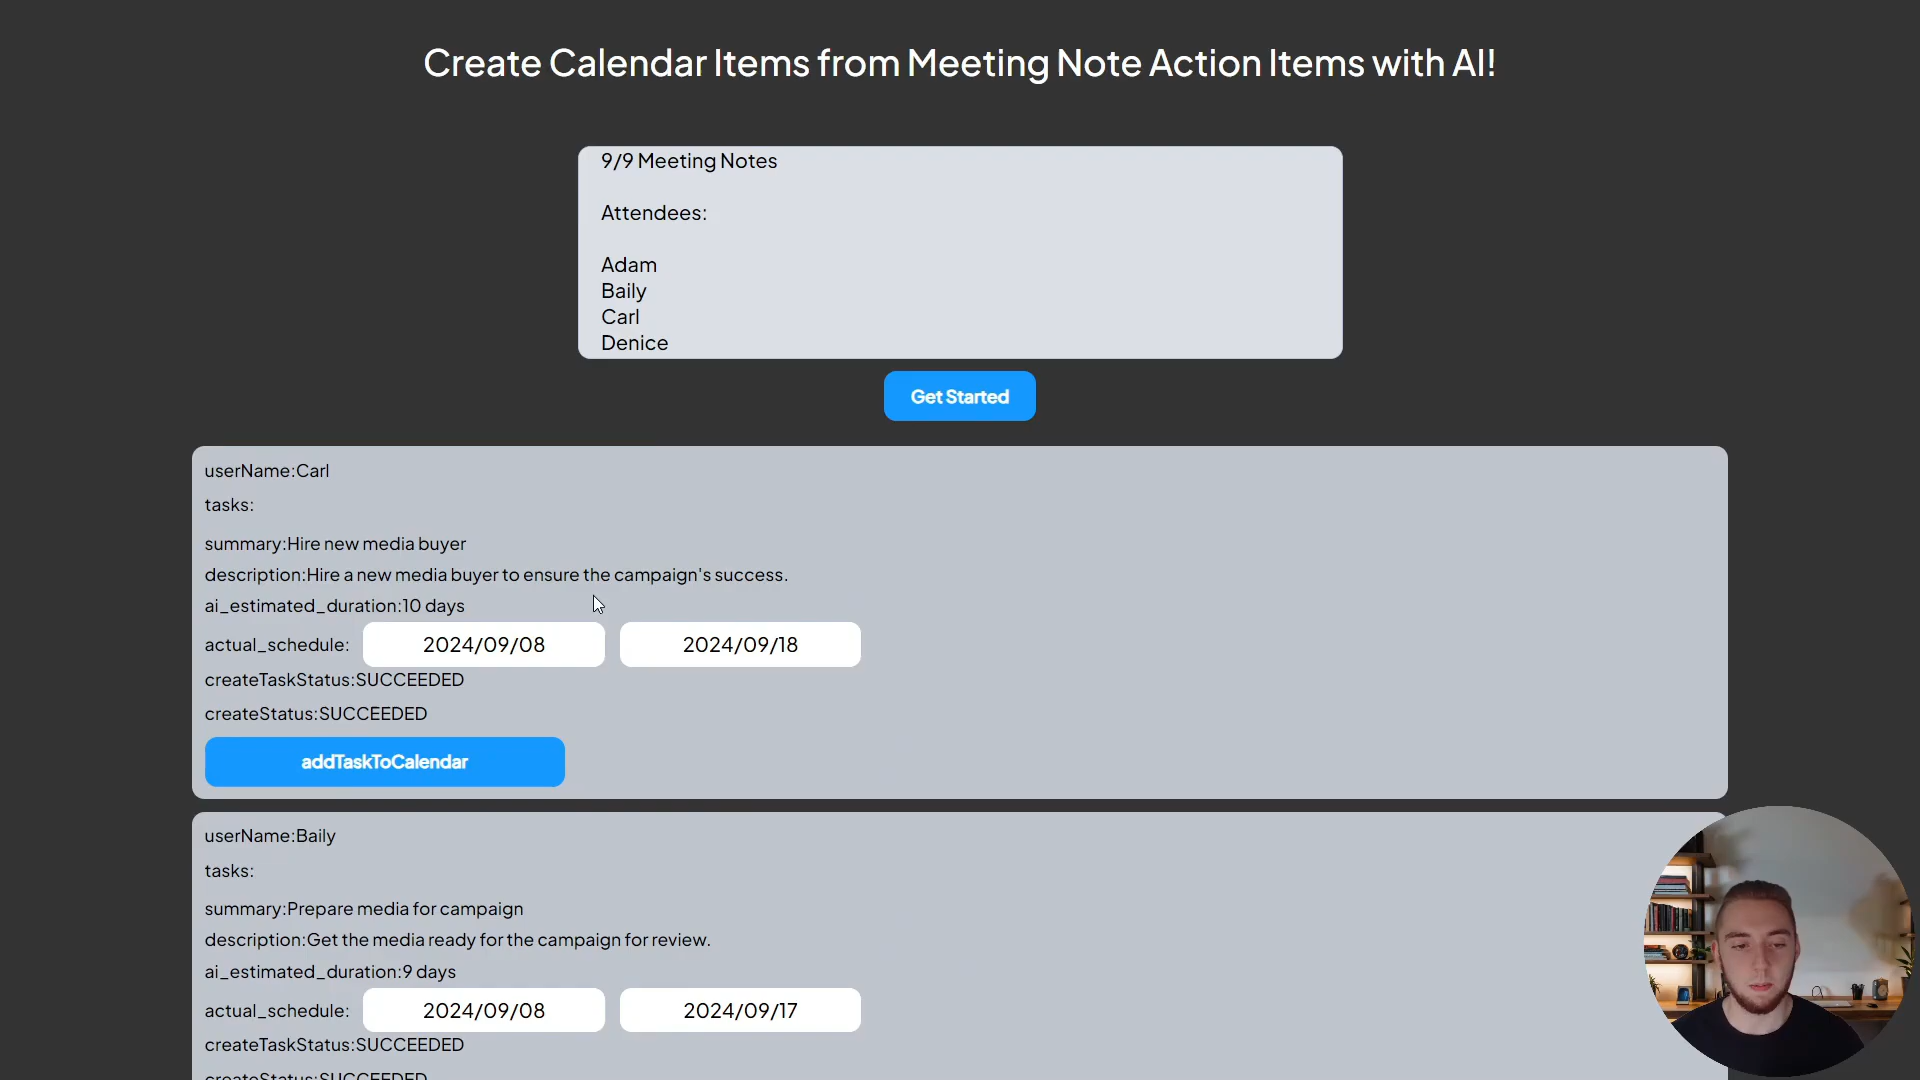 Create Calendar Items from Meeting Note Action Items with AI!
9/9 Meeting Notes
Attendees:
Adam
Baily
Carl
Denice
Get Started
userName:Carl
tasks:
summary:Hire new media buyer
description:Hire a new media buyer to ensure the campaign's success.
ai_estimated_duration:10 days
actual_schedule: 2024/09/08 2024/09/18
createTaskStatus:SUCCEEDED
createStatus:SUCCEEDED
addTaskToCalendar
userName:Baily
tasks:
summary:Prepare media for campaign
description:Get the media ready for the campaign for review.
ai_estimated_duration:9 days
actual_schedule: 2024/09/08 2024/09/17
createTaskStatus:SUCCEEDED
createStatus:SUCCEEDED